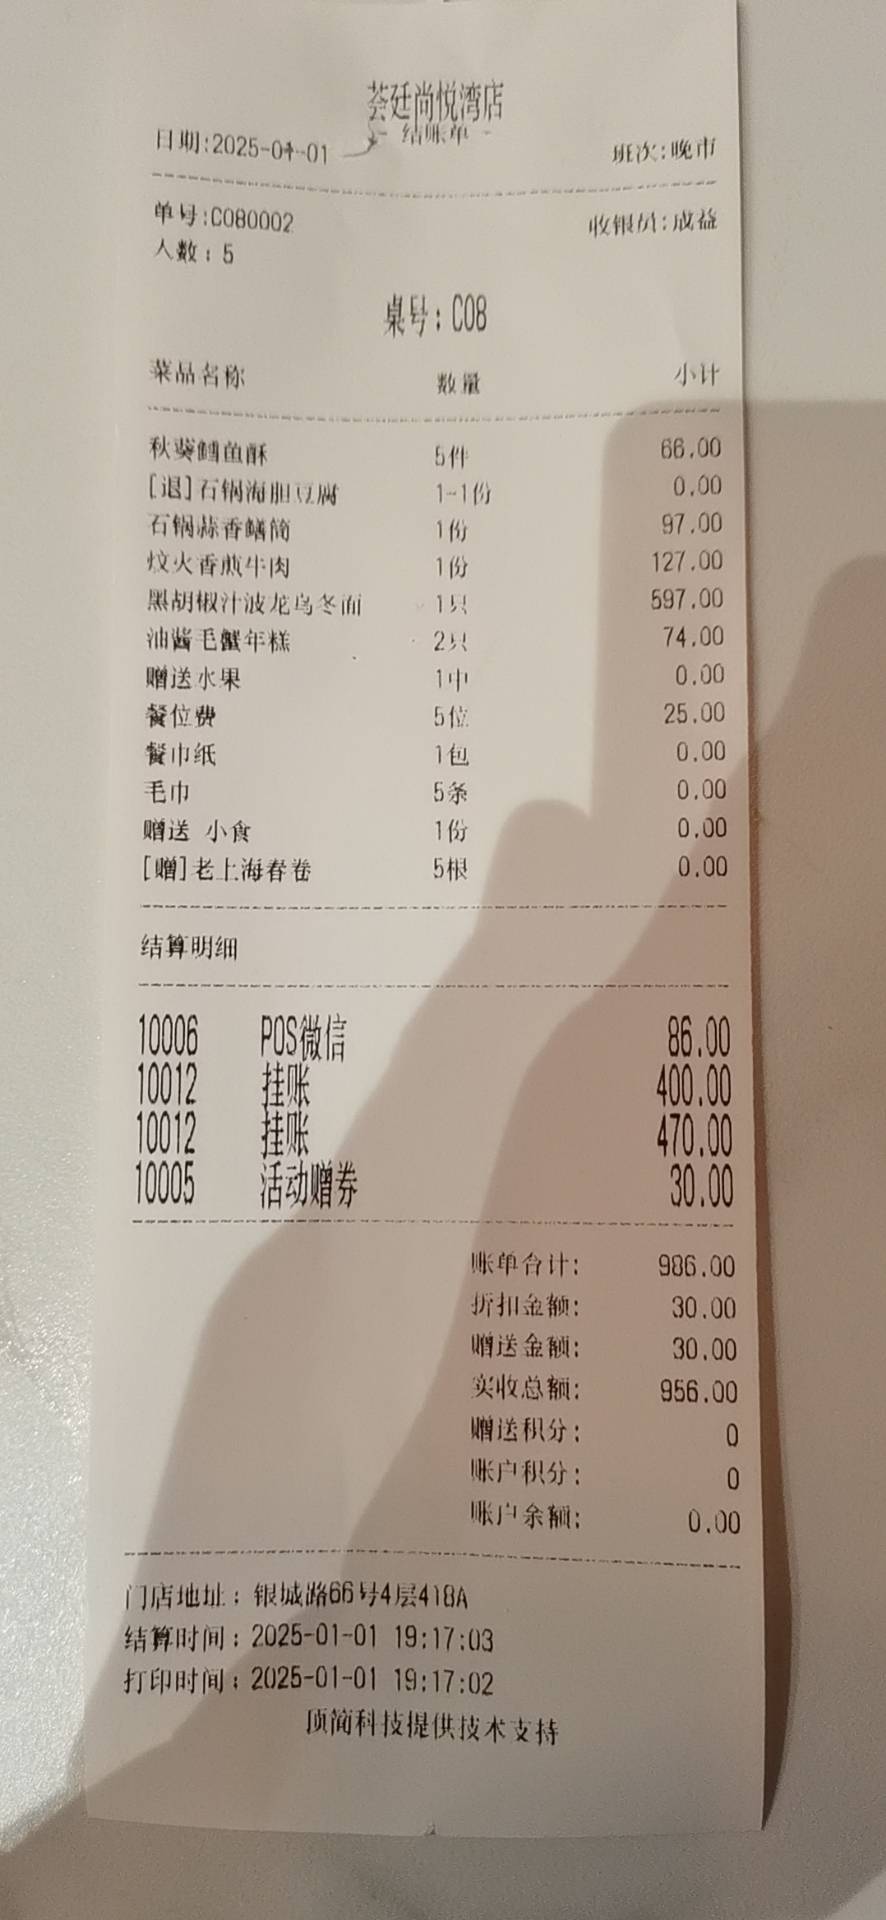 荟廷尚悦湾店
- 结账单 -
日期:2025-01-01 班次:晚市
单号:C080002 收银员:成益
人数: 5
桌号: C08
菜品名称 数量 小计
秋葵鳕鱼酥 5件 66.00
[退]石锅海胆豆腐 1-1份 0.00
石锅蒜香鳝筒 1份 97.00
炆火香煎牛肉 1份 127.00
黑胡椒汁波龙乌冬面 1只 597.00
油酱毛蟹年糕 2只 74.00
赠送水果 1中 0.00
餐位费 5位 25.00
餐巾纸 1包 0.00
毛巾 5条 0.00
赠送 小食 1份 0.00
[赠]老上海春卷 5根 0.00
结算明细
10006 POS微信 86.00
10012 挂账 400.00
10012 挂账 470.00
10005 活动赠券 30.00
账单合计: 986.00
折扣金额: 30.00
赠送金额: 30.00
实收总额: 956.00
赠送积分: 0
账户积分: 0
账户余额: 0.00
门店地址: 银城路66号4层418A
结算时间: 2025-01-01 19:17:03
打印时间: 2025-01-01 19:17:02
顶简科技提供技术支持